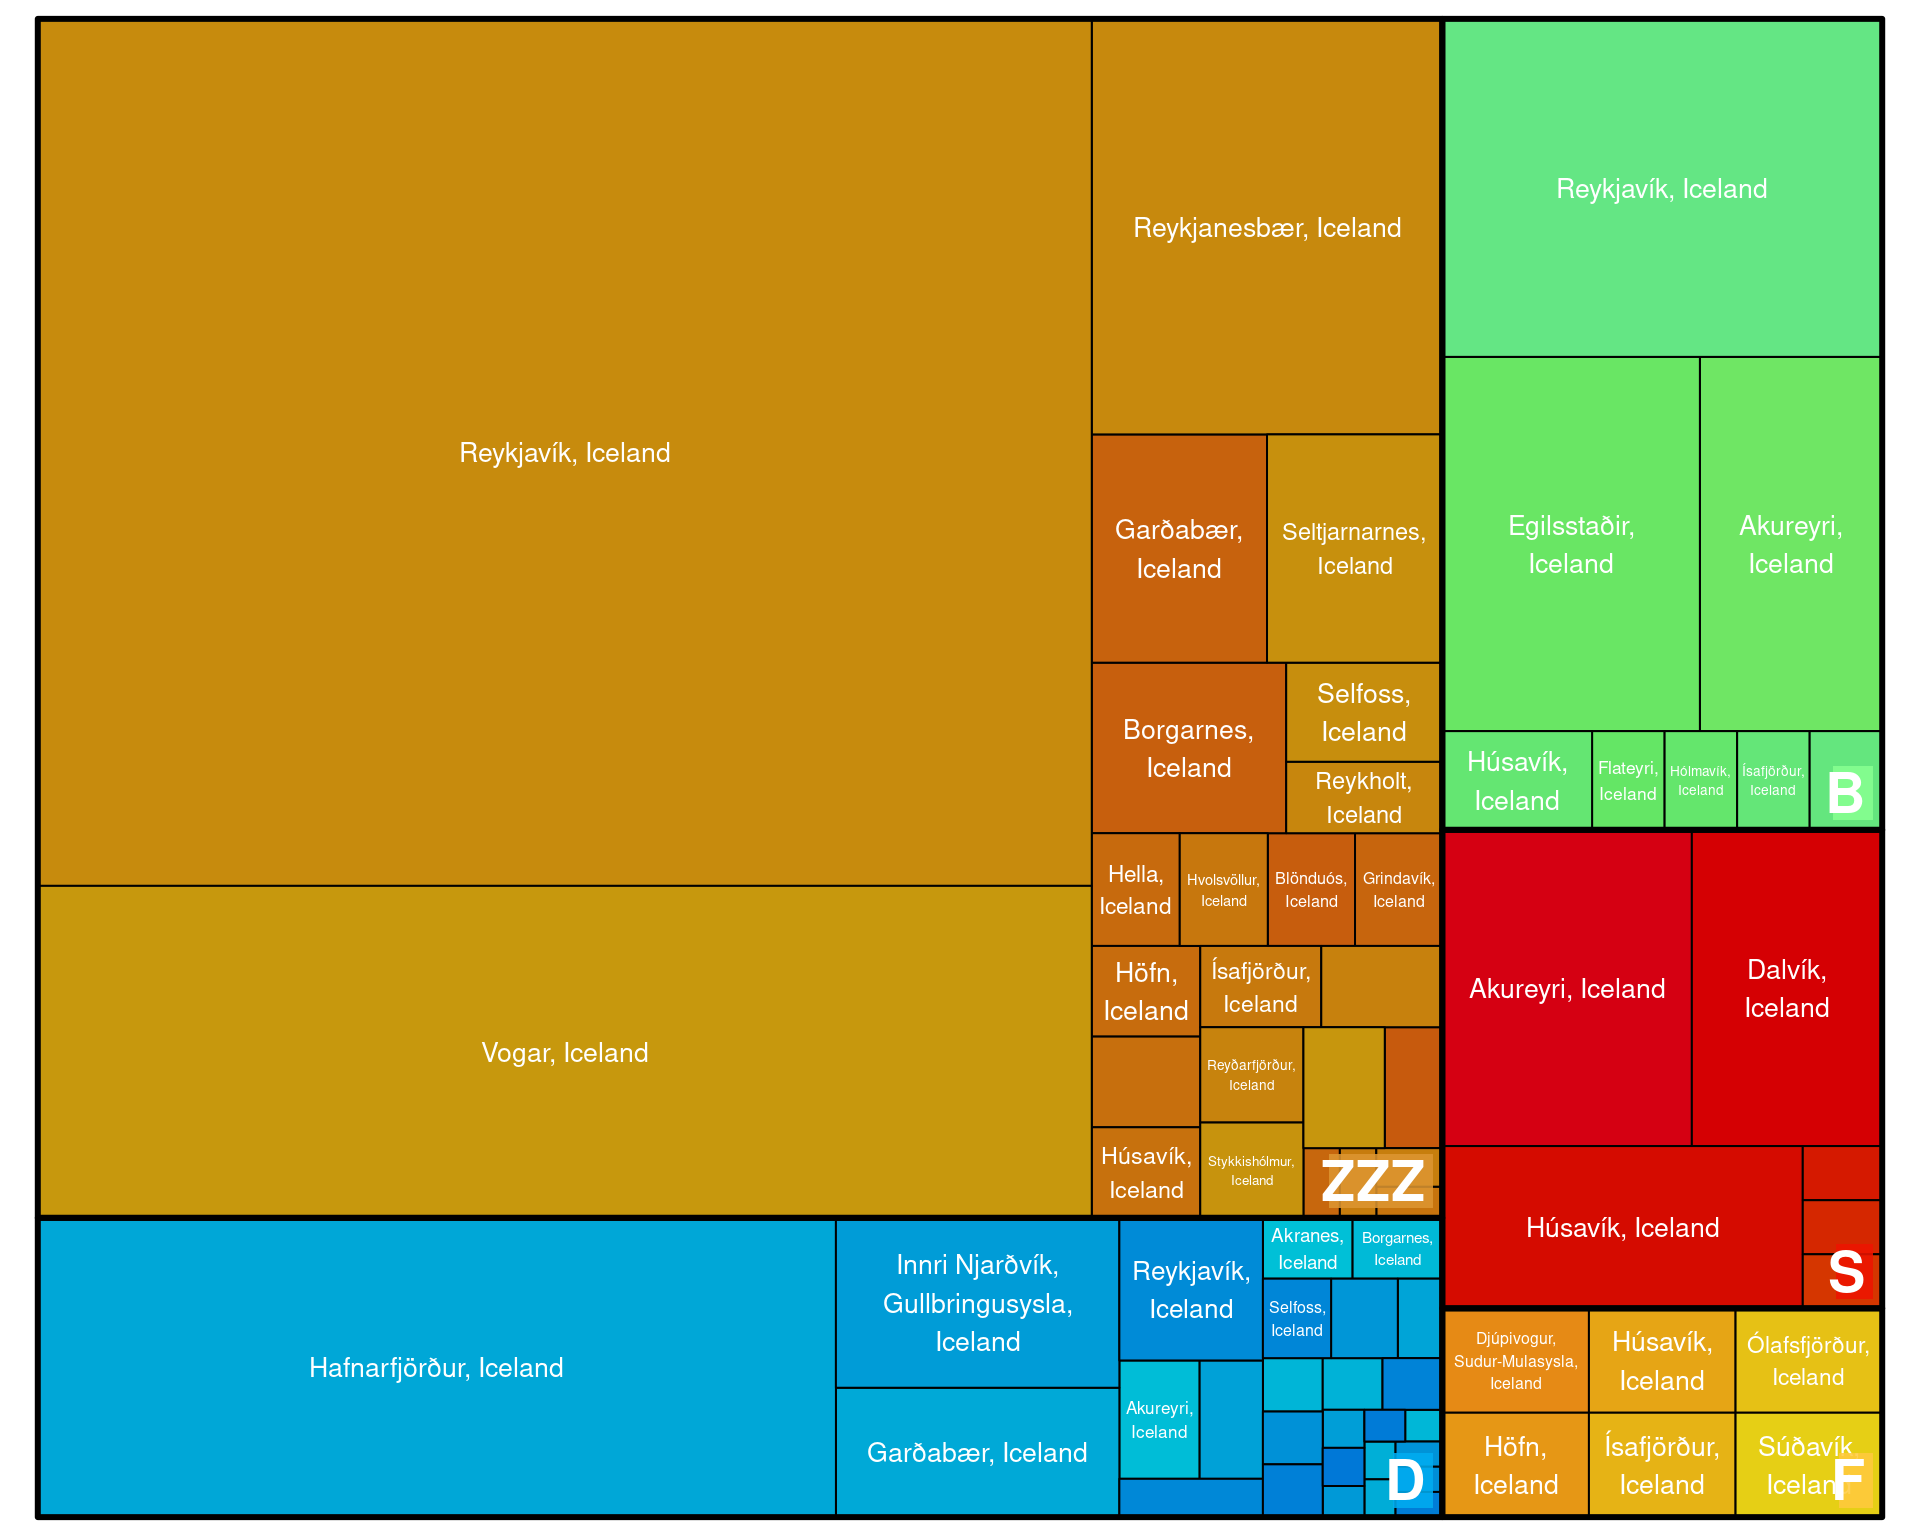 Reykjavík, Iceland
Vogar, Iceland
Reykjanesbær, Iceland
Garðabær,
Iceland
Seltjarnarnes,
Iceland
Borgarnes,
Iceland
Selfoss,
Iceland
Reykholt,
Iceland
Hella,
Iceland
Hvolsvöllur,
Iceland
Blönduós,
Iceland
Grindavík,
Iceland
Höfn,
Iceland
Ísafjörður,
Iceland
Reyðarfjörður,
Iceland
Húsavík,
Iceland
Stykkishólmur,
Iceland
ZZZ
Hafnarfjörður, Iceland
Innri Njarðvík,
Gullbringusysla,
Iceland
Garðabær, Iceland
Reykjavík,
Iceland
Akureyri,
Iceland
Akranes,
Iceland
Borgarnes,
Iceland
Selfoss,
Iceland
D
Reykjavík, Iceland
Egilsstaðir,
Iceland
Akureyri,
Iceland
Húsavík,
Iceland
Flateyri,
Iceland
Hólmavík,
Iceland
Ísafjörður,
Iceland
B
Akureyri, Iceland
Dalvík,
Iceland
Húsavík, Iceland
S
Djúpivogur,
Sudur-Mulasysla,
Iceland
Húsavík,
Iceland
Ólafsfjörður,
Iceland
Höfn,
Iceland
Ísafjörður,
Iceland
Súðavík,
Iceland
F